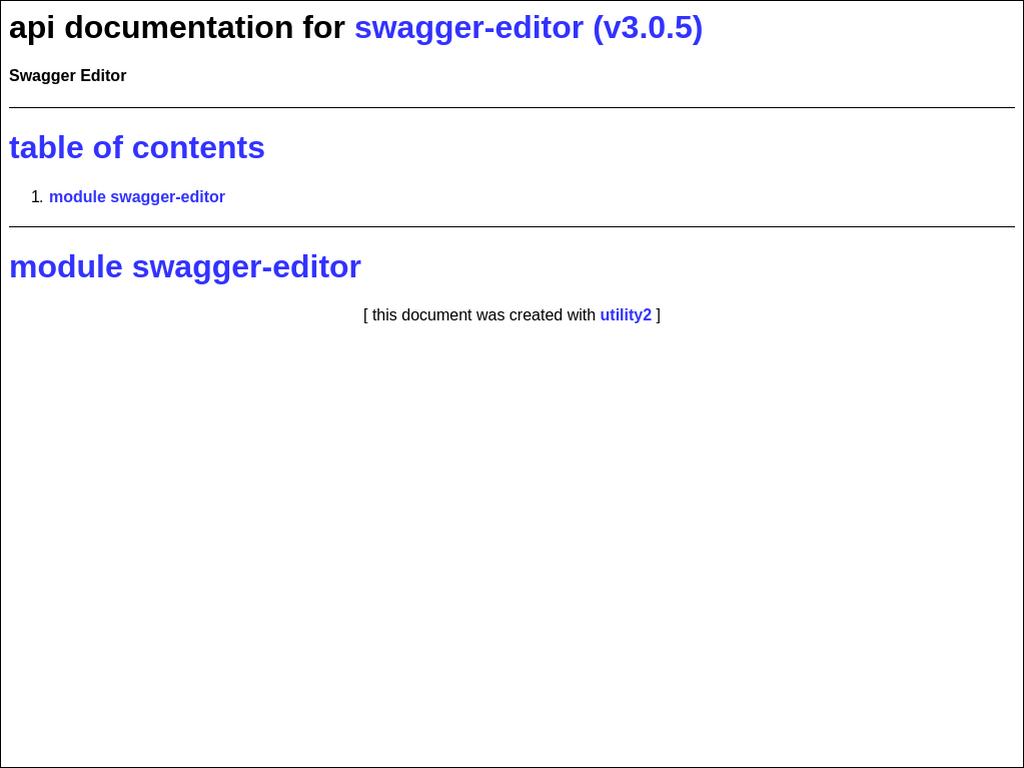 api documentation for swagger-editor (v3.0.5)
Swagger Editor
table of contents
1. module swagger-editor
module swagger-editor
[ this document was created with utility2 ]